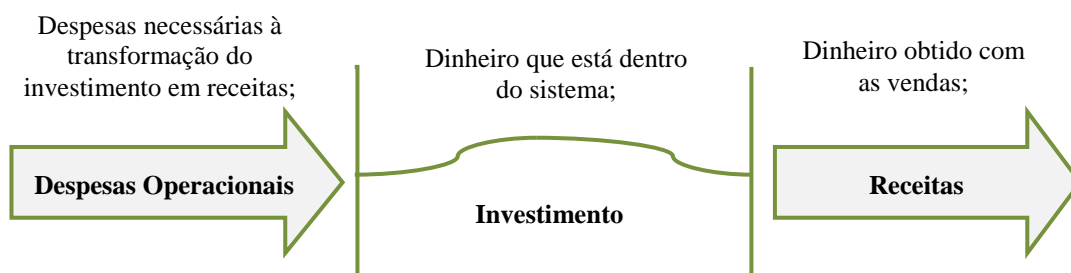 Despesas necessárias à
transformação do
investimento em receitas;
Despesas Operacionais
Dinheiro que está dentro
do sistema;
Investimento
Dinheiro obtido com
as vendas;
Receitas